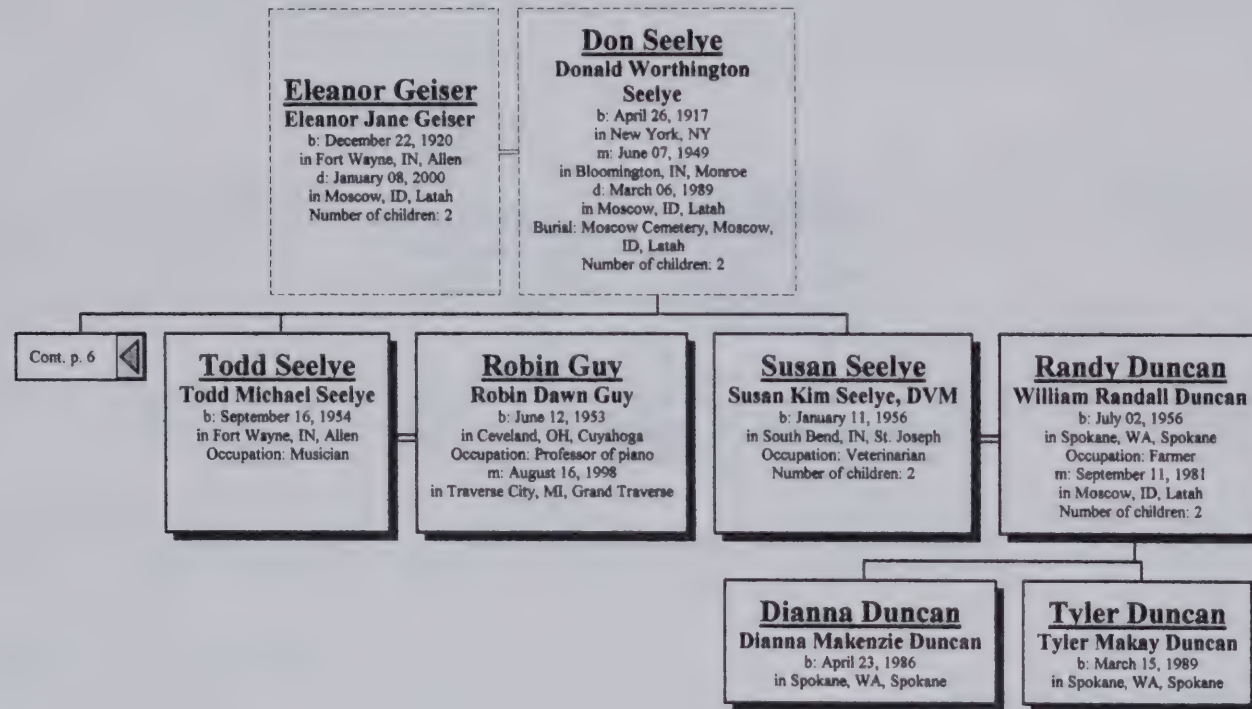 Eleanor Geiser
Eleanor Jane Geiser
b: December 22, 1920
in Fort Wayne, IN, Allen
d: January 08, 2000
in Moscow, ID, Latah
Number of children: 2
Don Seelye
Donald Worthington
Seelye
b: April 26, 1917
in New York, NY
m: June 07, 1949
in Bloomington, IN, Monroe
d: March 06, 1989
in Moscow, ID, Latah
Burial: Moscow Cemetery, Moscow,
ID, Latah
Number of children: 2
Cont. p. 6
Todd Seelye
Todd Michael Seelye
b: September 16, 1954
in Fort Wayne, IN, Allen
Occupation: Musician
Robin Guy
Robin Dawn Guy
b: June 12, 1953
in Ceveland, OH, Cuyahoga
Occupation: Professor of piano
m: August 16, 1998
in Traverse City, MI, Grand Traverse
Susan Seelye
Susan Kim Seelye, DVM
b: January 11, 1956
in South Bend, IN, St. Joseph
Occupation: Veterinarian
Number of children: 2
Randy Duncan
William Randall Duncan
b: July 02, 1956
in Spokane, WA, Spokane
Occupation: Farmer
m: September 11, 1981
in Moscow, ID, Latah
Number of children: 2
Dianna Duncan
Dianna Makenzie Duncan
b: April 23, 1986
in Spokane, WA, Spokane
Tyler Duncan
Tyler Makay Duncan
b: March 15, 1989
in Spokane, WA, Spokane